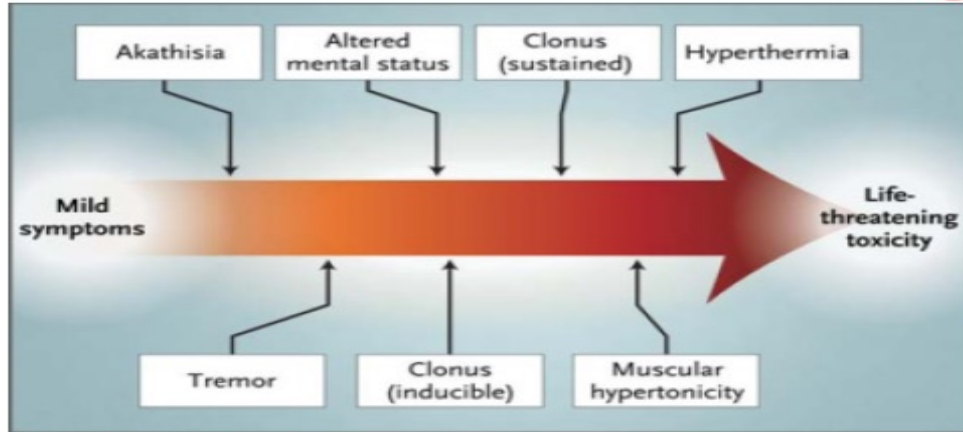 Akathisia
Altered
mental status
Clonus
(sustained)
Hyperthermia
Mild
symptoms
Life-
threatening
toxicity
Tremor
Clonus
(inducible)
Muscular
hypertonicity